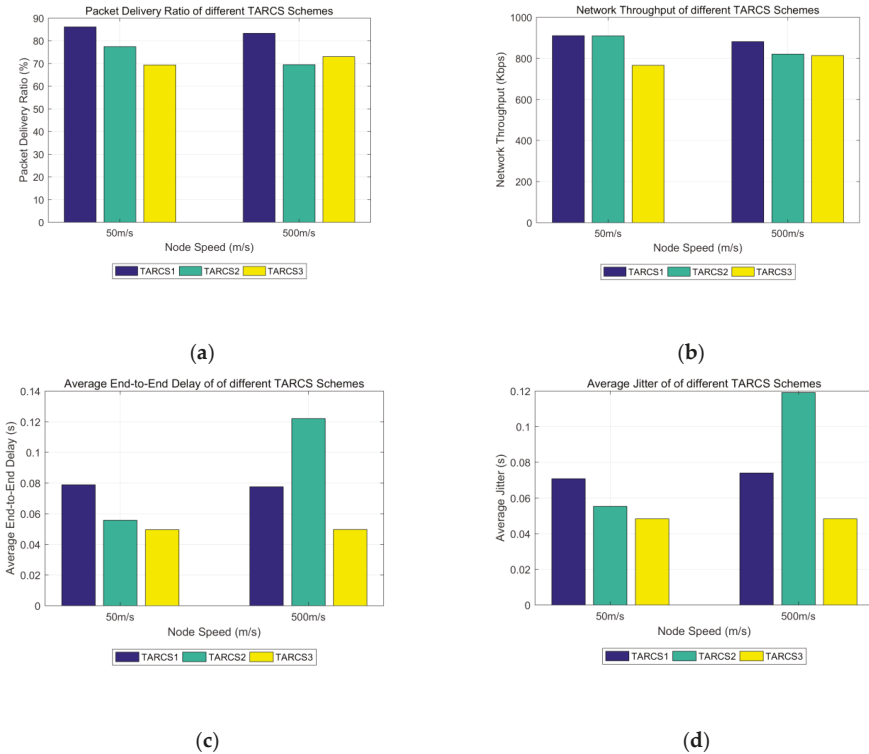 Packet Delivery Ratio of different TARCS Schemes
90
80
70
60
50
40
30
20
10
0
Packet Delivery Ratio (%)
50m/s
500m/s
Node Speed (m/s)
TARCS1 TARCS2 TARCS3
(a)
Network Throughput of different TARCS Schemes
1000
800
600
400
200
0
Network Throughput (Kbps)
50m/s
500m/s
Node Speed (m/s)
TARCS1 TARCS2 TARCS3
(b)
Average End-to-End Delay of of different TARCS Schemes
0.14
0.12
0.1
0.08
0.06
0.04
0.02
0
Average End-to-End Delay (s)
50m/s
500m/s
Node Speed (m/s)
TARCS1 TARCS2 TARCS3
(c)
Average Jitter of of different TARCS Schemes
0.12
0.1
0.08
0.06
0.04
0.02
0
Average Jitter (s)
50m/s
500m/s
Node Speed (m/s)
TARCS1 TARCS2 TARCS3
(d)